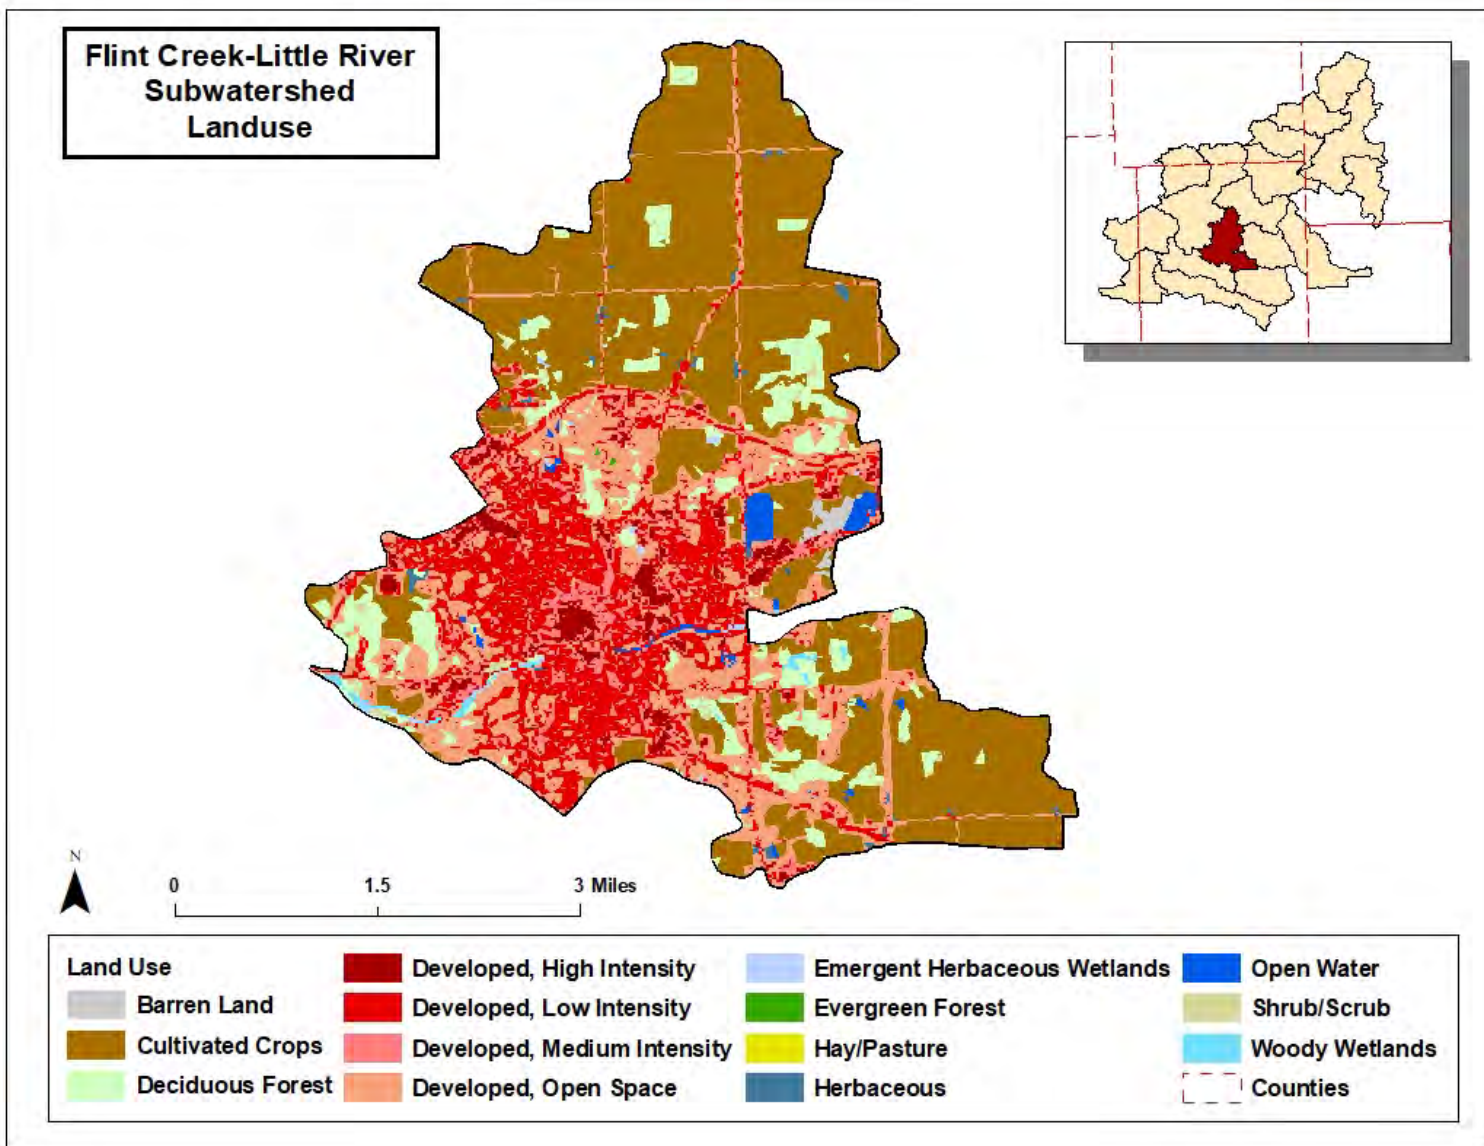 Flint Creek-Little River
Subwatershed
Landuse
N
0 1.5 3 Miles
Land Use
Barren Land
Cultivated Crops
Deciduous Forest
Developed, High Intensity
Developed, Low Intensity
Developed, Medium Intensity
Developed, Open Space
Emergent Herbaceous Wetlands
Evergreen Forest
Hay/Pasture
Herbaceous
Open Water
Shrub/Scrub
Woody Wetlands
Counties